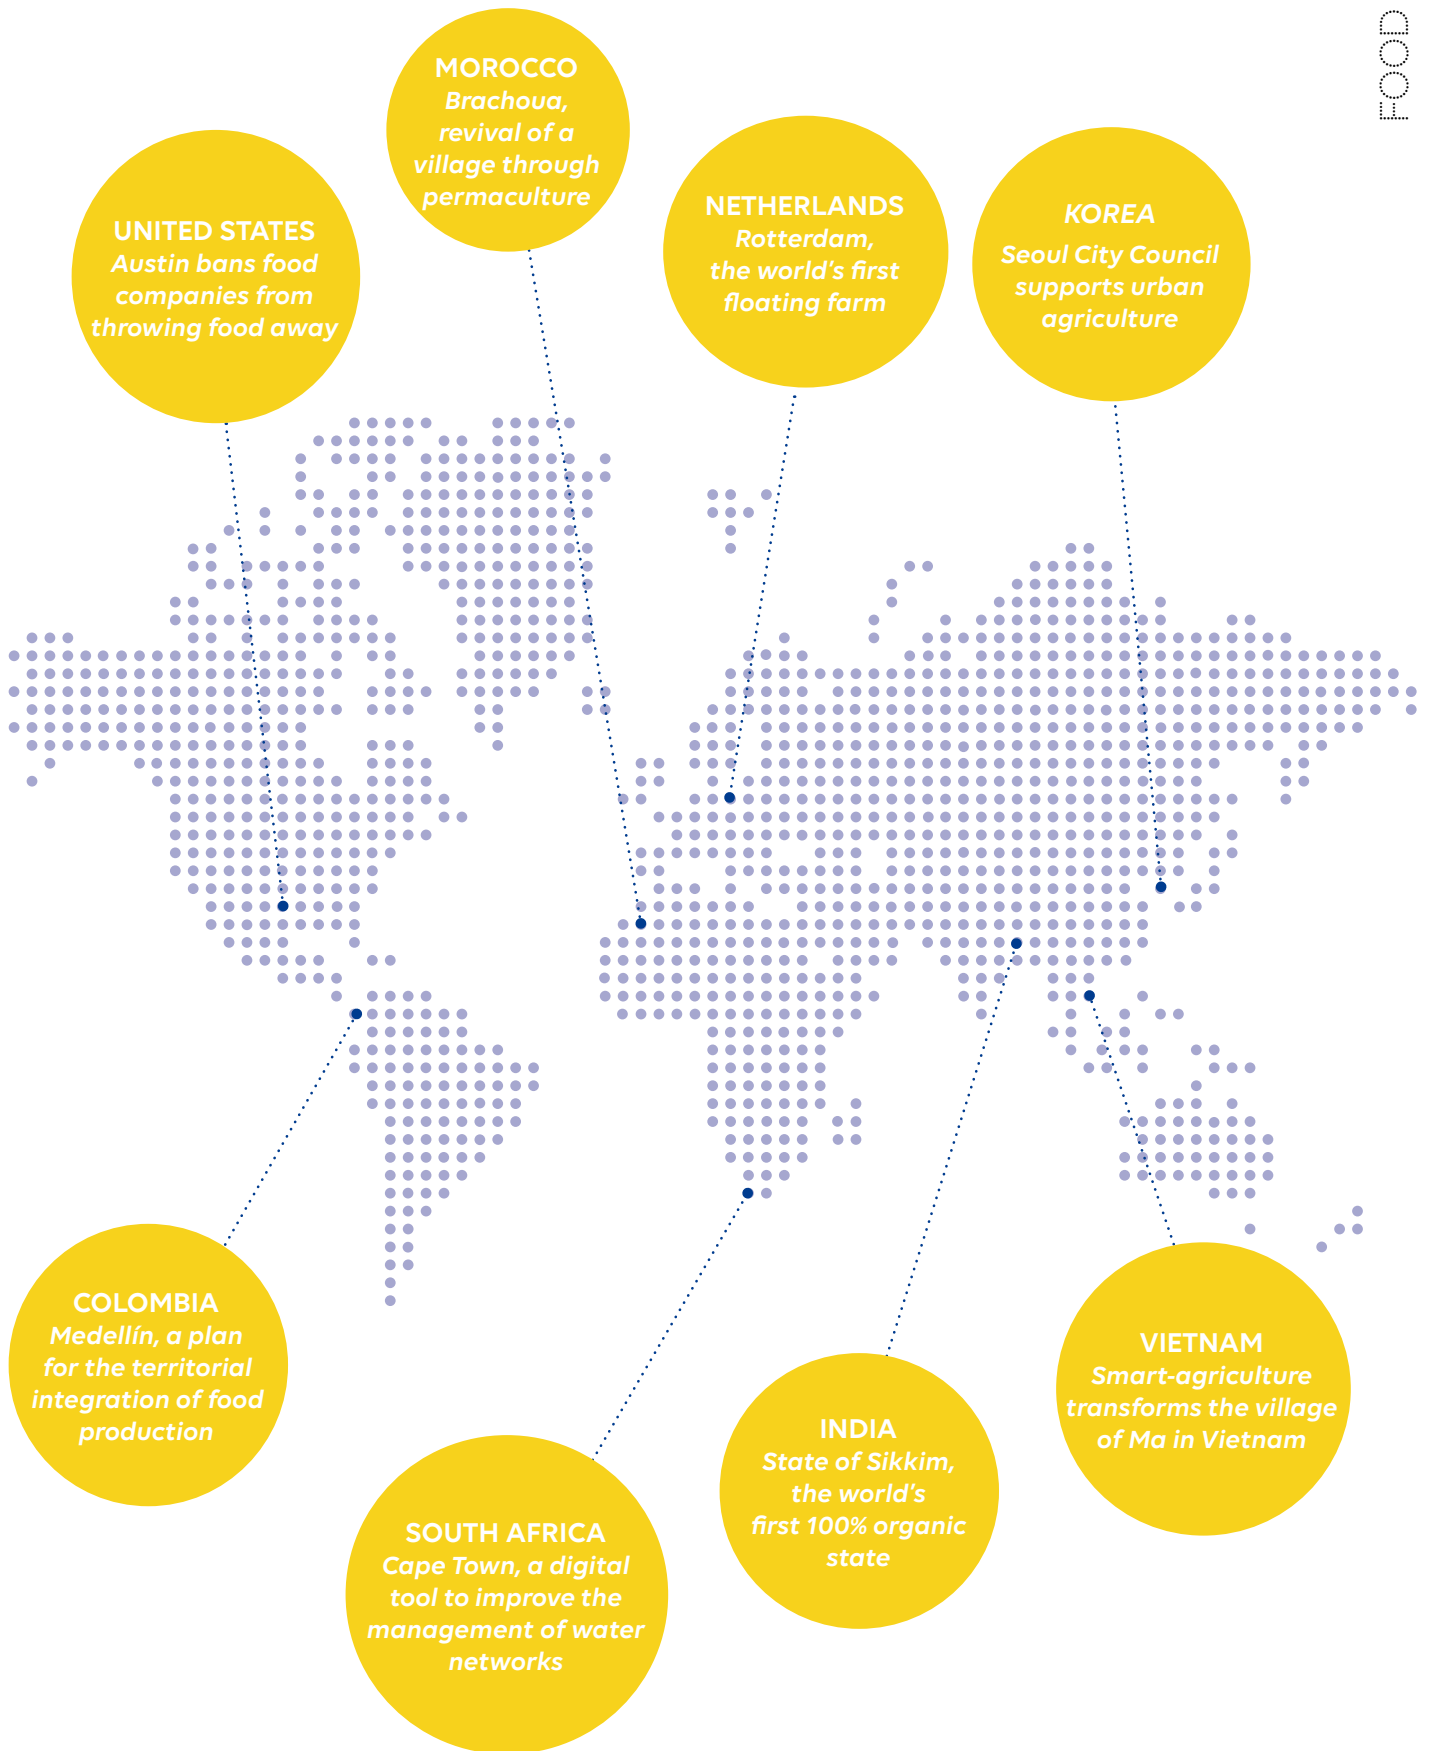 FOOD
MOROCCO
Brachoua,
revival of a
village through
permaculture
UNITED STATES
Austin bans food
companies from
throwing food away
NETHERLANDS
Rotterdam,
the world's first
floating farm
KOREA
Seoul City Council
supports urban
agriculture
COLOMBIA
Medellín, a plan
for the territorial
integration of food
production
SOUTH AFRICA
Cape Town, a digital
tool to improve the
management of water
networks
INDIA
State of Sikkim,
the world's
first 100% organic
state
VIETNAM
Smart-agriculture
transforms the village
of Ma in Vietnam